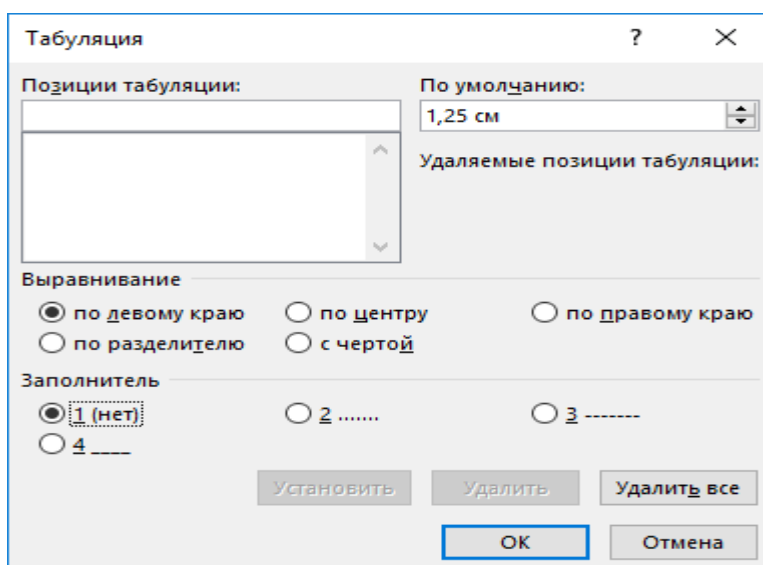 Табуляция ? ×
Позиции табуляции: По умолчанию:
1,25 см
Удаляемые позиции табуляции:
Выравнивание
по левому краю по центру по правому краю
по разделителю с чертой
Заполнитель
1 (нет) 2 ....... 3 -------
4 ____
Установить Удалить Удалить все
ОК Отмена